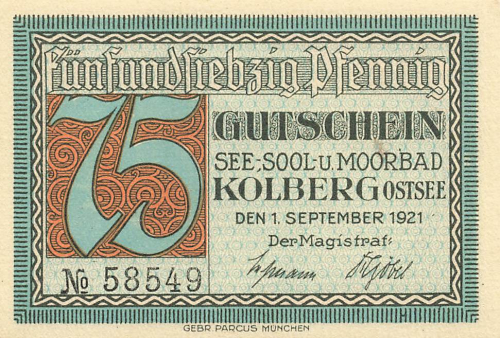 Fünfundsiebzig Pfennig
75
GUTSCHEIN
SEE-, SOOL- U. MOORBAD
KOLBERG OSTSEE
DEN 1. SEPTEMBER 1921
Der Magistrat:
№ 58549
GEBR. PARCUS MÜNCHEN